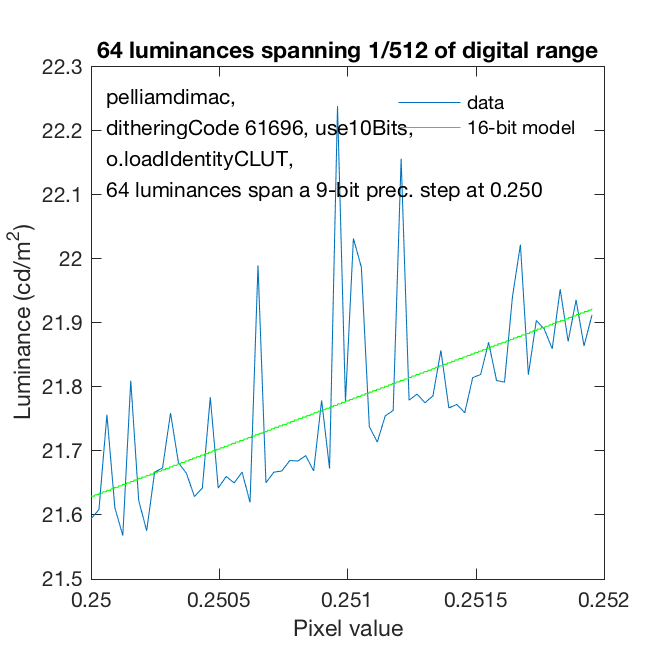 64 luminances spanning 1/512 of digital range
22.3
22.2
22.1
22
21.9
21.8
21.7
21.6
21.5
Luminance (cd/m²)
pelliamdimac,
ditheringCode 61696, use10Bits,
o.loadIdentityCLUT,
64 luminances span a 9-bit prec. step at 0.250
data
16-bit model
0.25 0.2505 0.251 0.2515 0.252
Pixel value